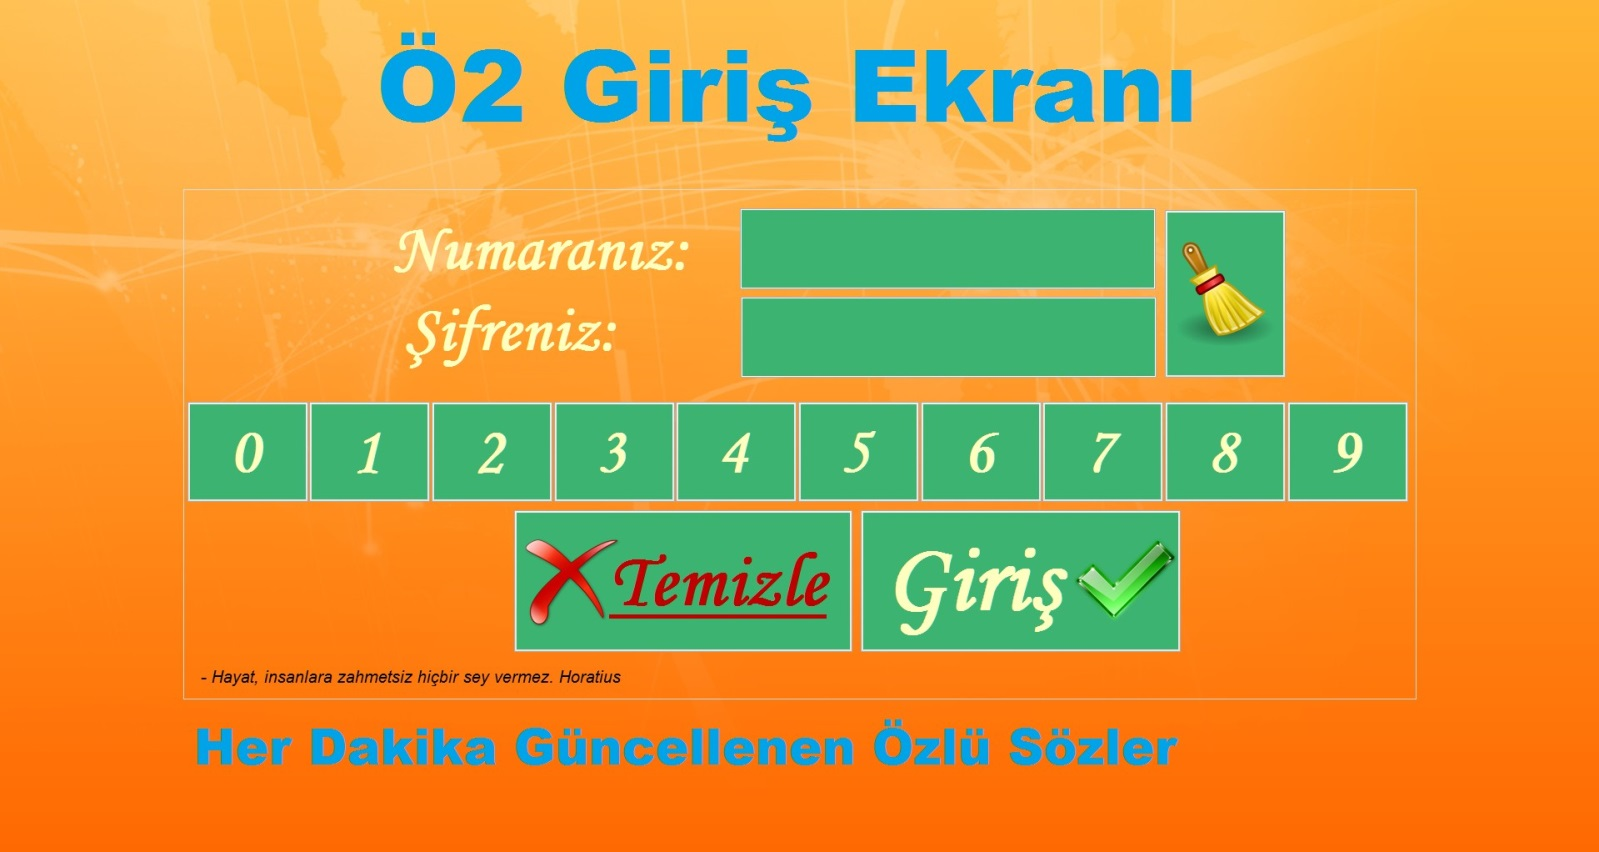 Ö2 Giriş Ekranı
Numaranız:
Şifreniz:
0 1 2 3 4 5 6 7 8 9
Temizle Giriş
- Hayat, insanlara zahmetsiz hiçbir sey vermez. Horatius
Her Dakika Güncellenen Özlü Sözler